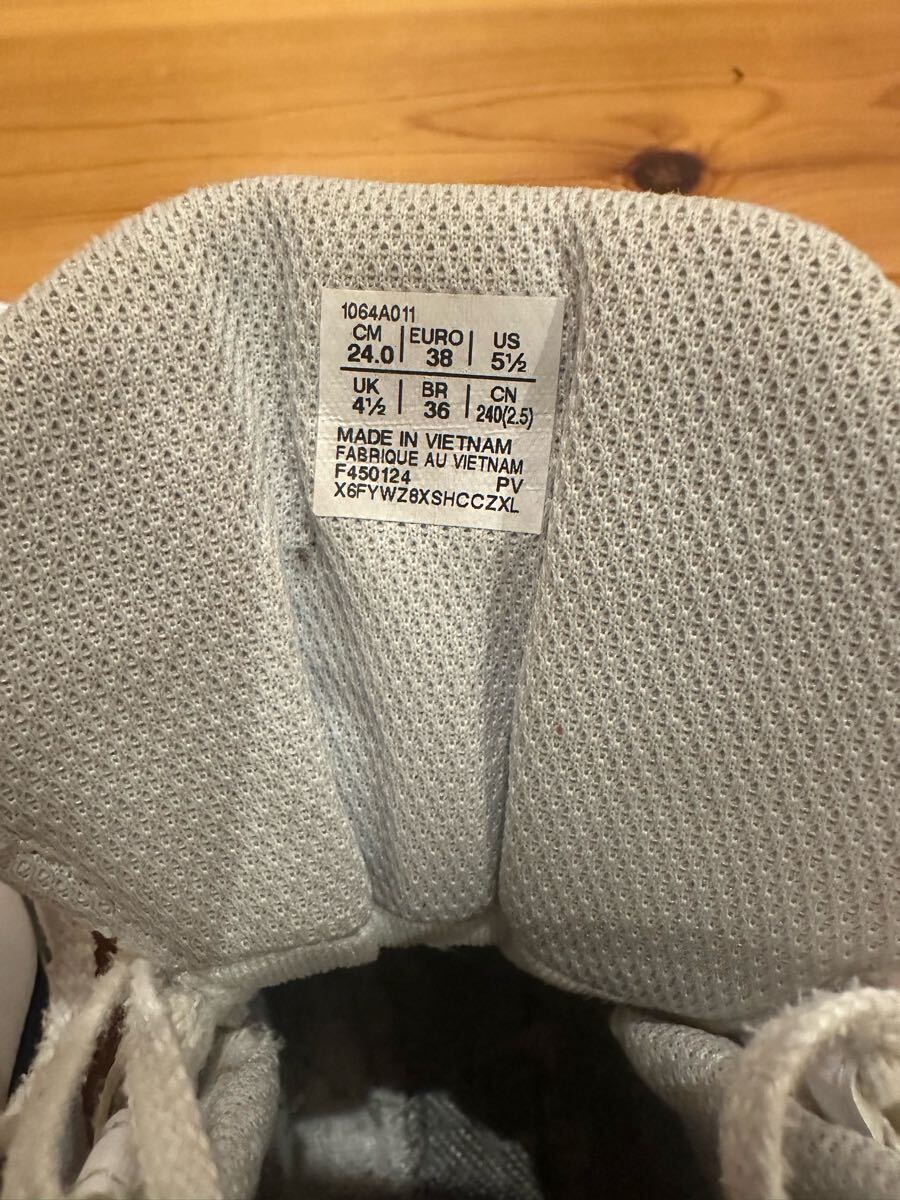 1064A011
CM | EURO | US
24.0 | 38 | 5½
UK | BR | CN
4½ | 36 | 240(2.5)
MADE IN VIETNAM
FABRIQUE AU VIETNAM
F450124 PV
X6FYWZ8XSHCCZXL